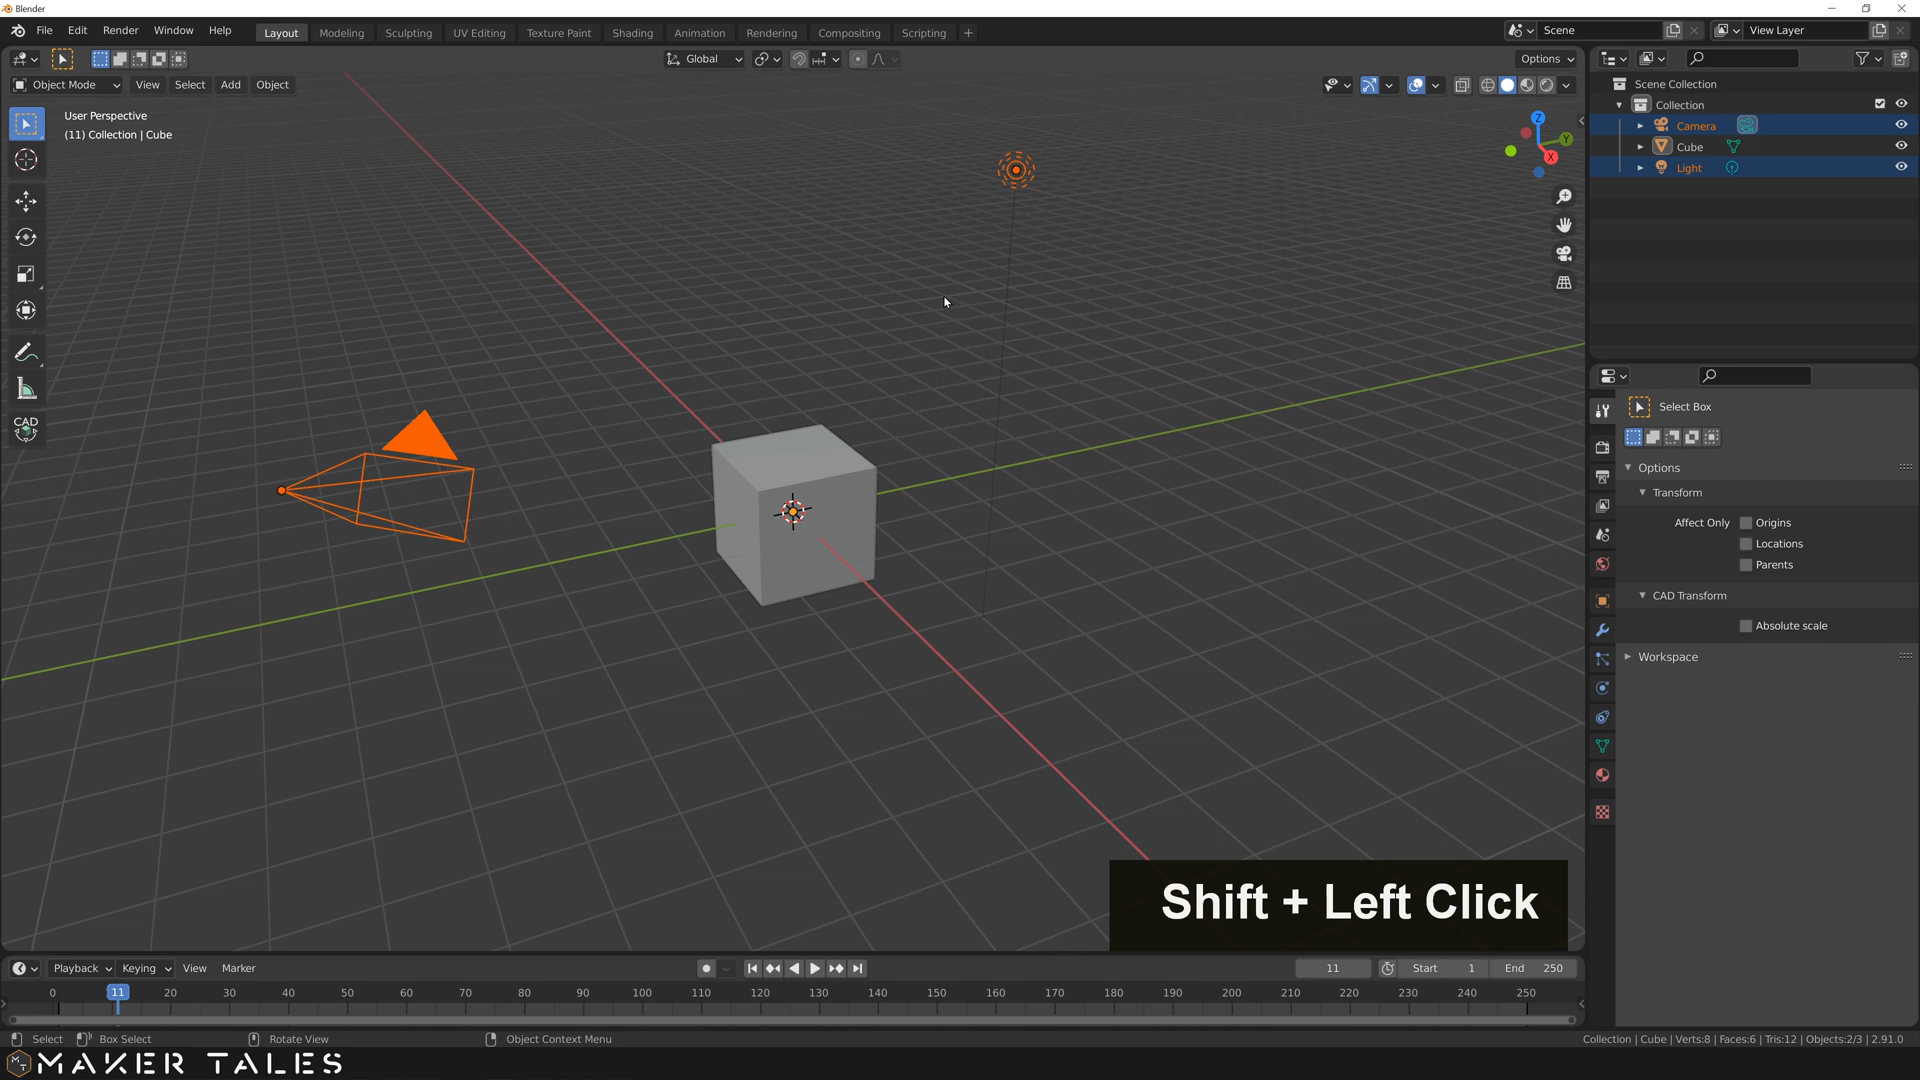 Blender
File Edit Render Window Help
Layout Modeling Sculpting UV Editing Texture Paint Shading Animation Rendering Compositing Scripting +
Scene
View Layer
Global
Options
Object Mode View Select Add Object
User Perspective
(11) Collection | Cube
Z
Y
X
CAD
Scene Collection
Collection
Camera
Cube
Light
Select Box
Options
Transform
Affect Only Origins
Locations
Parents
CAD Transform
Absolute scale
Workspace
Shift + Left Click
Playback Keying View Marker
11 Start 1 End 250
0 11 20 30 40 50 60 70 80 90 100 110 120 130 140 150 160 170 180 190 200 210 220 230 240 250
Select Box Select Rotate View Object Context Menu
Collection | Cube | Verts:8 | Faces:6 | Tris:12 | Objects:2/3 | 2.91.0
MAKER TALES